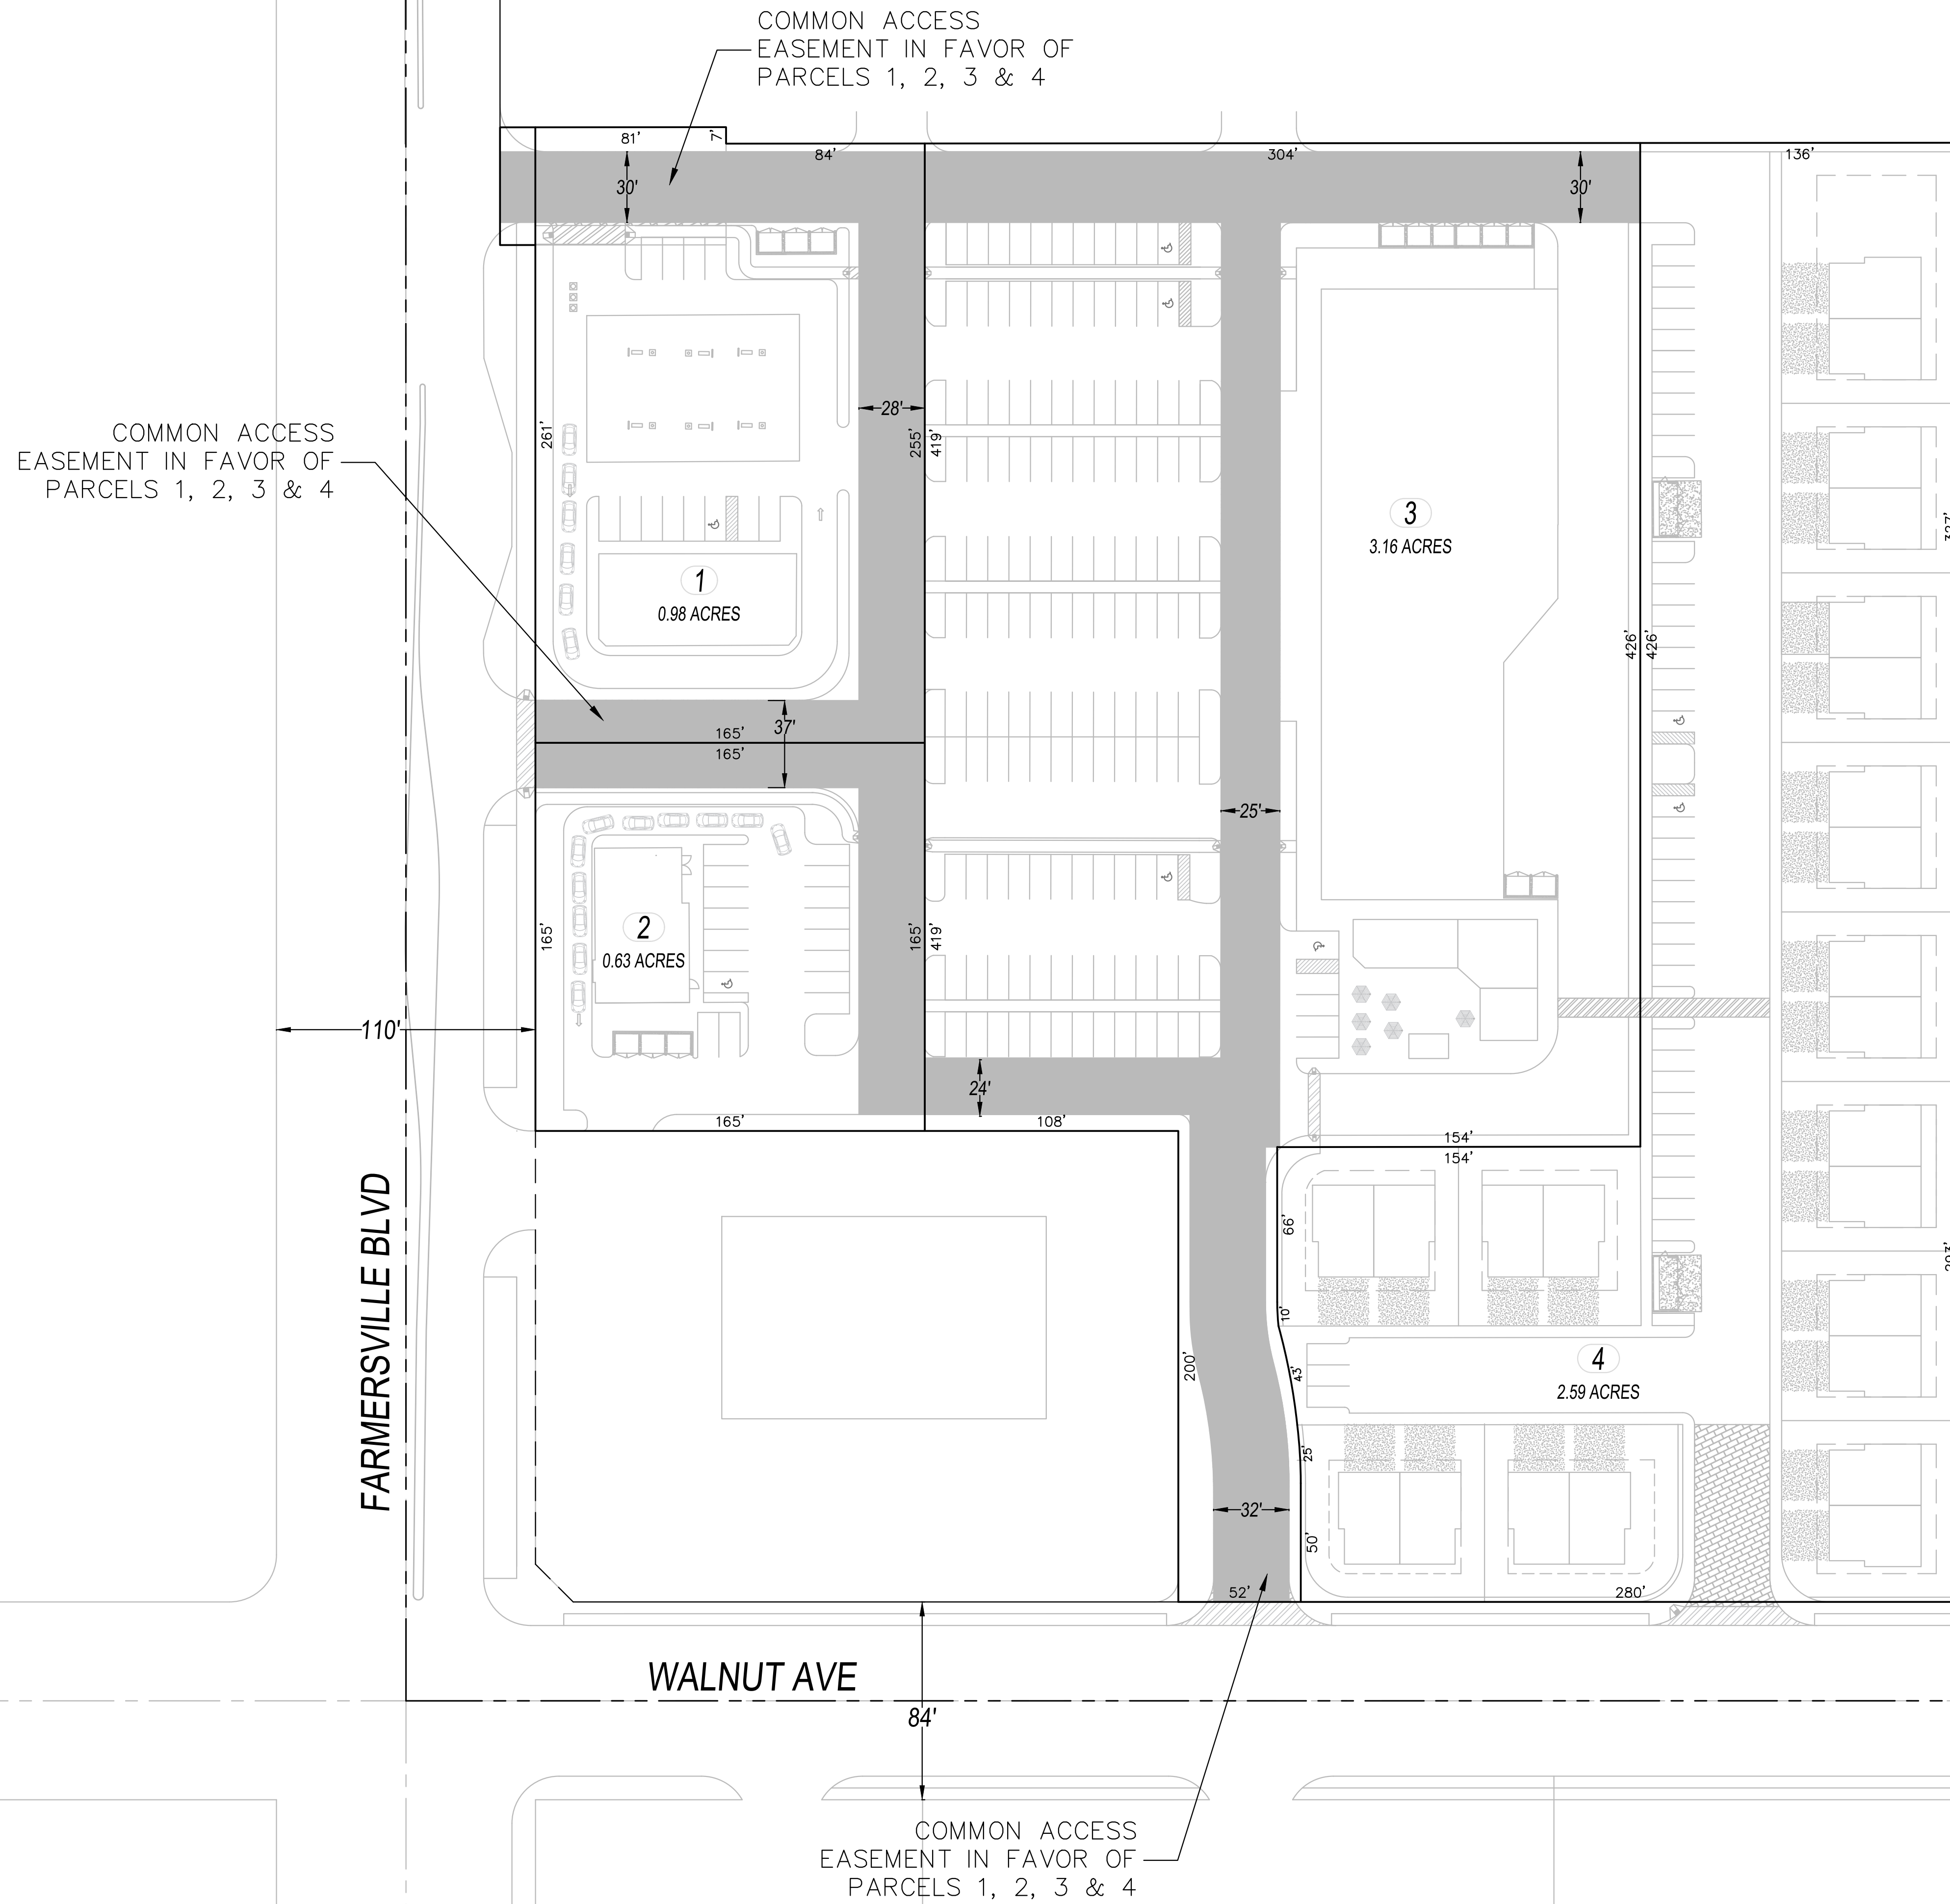 COMMON ACCESS
EASEMENT IN FAVOR OF
PARCELS 1, 2, 3 & 4
81'
7'
84'
304'
136'
30'
30'
28'
COMMON ACCESS
EASEMENT IN FAVOR OF
PARCELS 1, 2, 3 & 4
261'
255'
419'
3
3.16 ACRES
1
0.98 ACRES
426'
426'
165'
37'
165'
25'
2
0.63 ACRES
165'
165'
419'
110'
24'
165'
108'
154'
154'
66'
10'
200'
43'
4
2.59 ACRES
25'
FARMERSVILLE BLVD
32'
50'
52'
280'
WALNUT AVE
84'
COMMON ACCESS
EASEMENT IN FAVOR OF
PARCELS 1, 2, 3 & 4